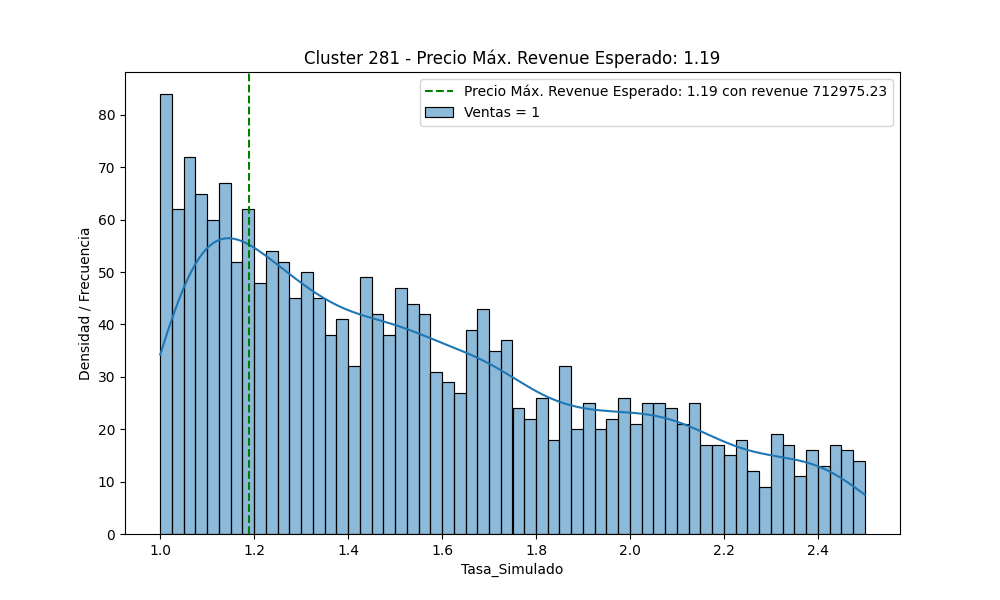 Cluster 281 - Precio Máx. Revenue Esperado: 1.19
Precio Máx. Revenue Esperado: 1.19 con revenue 712975.23
Ventas = 1
Densidad / Frecuencia
80
70
60
50
40
30
20
10
0
1.0 1.2 1.4 1.6 1.8 2.0 2.2 2.4
Tasa_Simulado